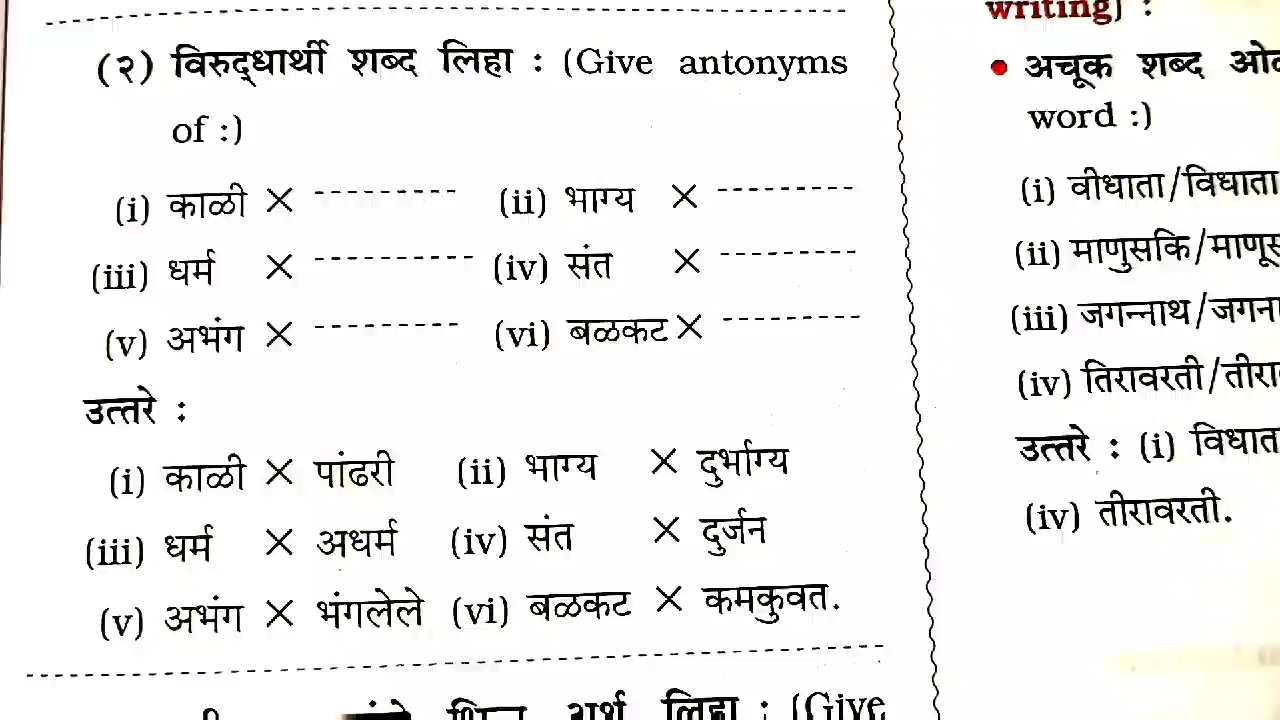 (२) विरुद्धार्थी शब्द लिहा : (Give antonyms
of :)
(i) काळी × --------- (ii) भाग्य × ---------
(iii) धर्म × --------- (iv) संत × ---------
(v) अभंग × --------- (vi) बळकट × ---------
उत्तरे :
(i) काळी × पांढरी (ii) भाग्य × दुर्भाग्य
(iii) धर्म × अधर्म (iv) संत × दुर्जन
(v) अभंग × भंगलेले (vi) बळकट × कमकुवत.
लिहा : (Give
writing) :
• अचूक शब्द
word :)
(i) वीधाता/विधाता
(ii) माणुसकि/
(iii) जगन्नाथ/
(iv) तिरावरती/
उत्तरे : (i)
(iv) तीरावरती.